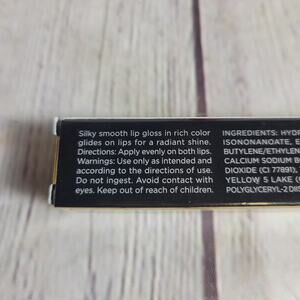 Silky smooth lip gloss in rich color
glides on lips for a radiant shine.
Directions: Apply evenly on both lips.
Warnings: Use only as intended and
according to the directions of use.
Do not ingest. Avoid contact with
eyes. Keep out of reach of children.
INGREDIENTS: HYDR
ISONONANOATE, E
BUTYLENE/ETHYLEN
CALCIUM SODIUM B
DIOXIDE (CI 77891),
YELLOW 5 LAKE (
POLYGLYCERYL-2 DIIS